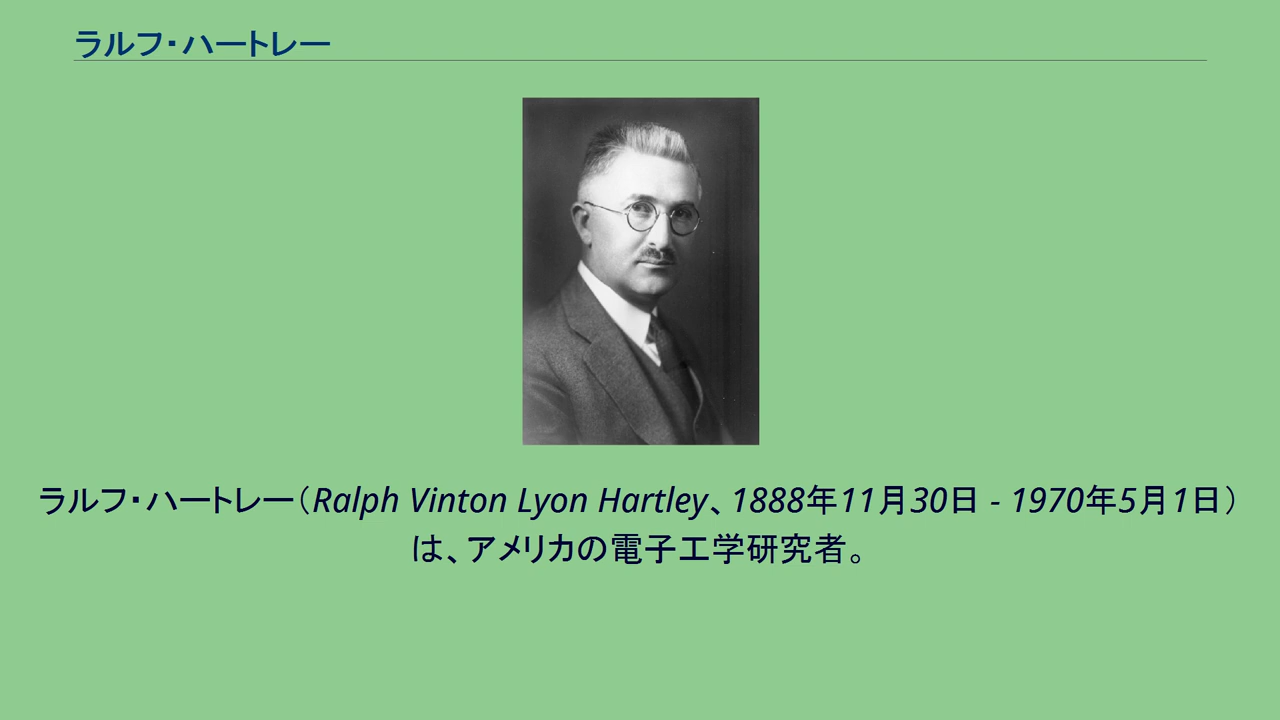 ラルフ・ハートレー
ラルフ・ハートレー（Ralph Vinton Lyon Hartley、1888年11月30日 - 1970年5月1日）
は、アメリカの電子工学研究者。